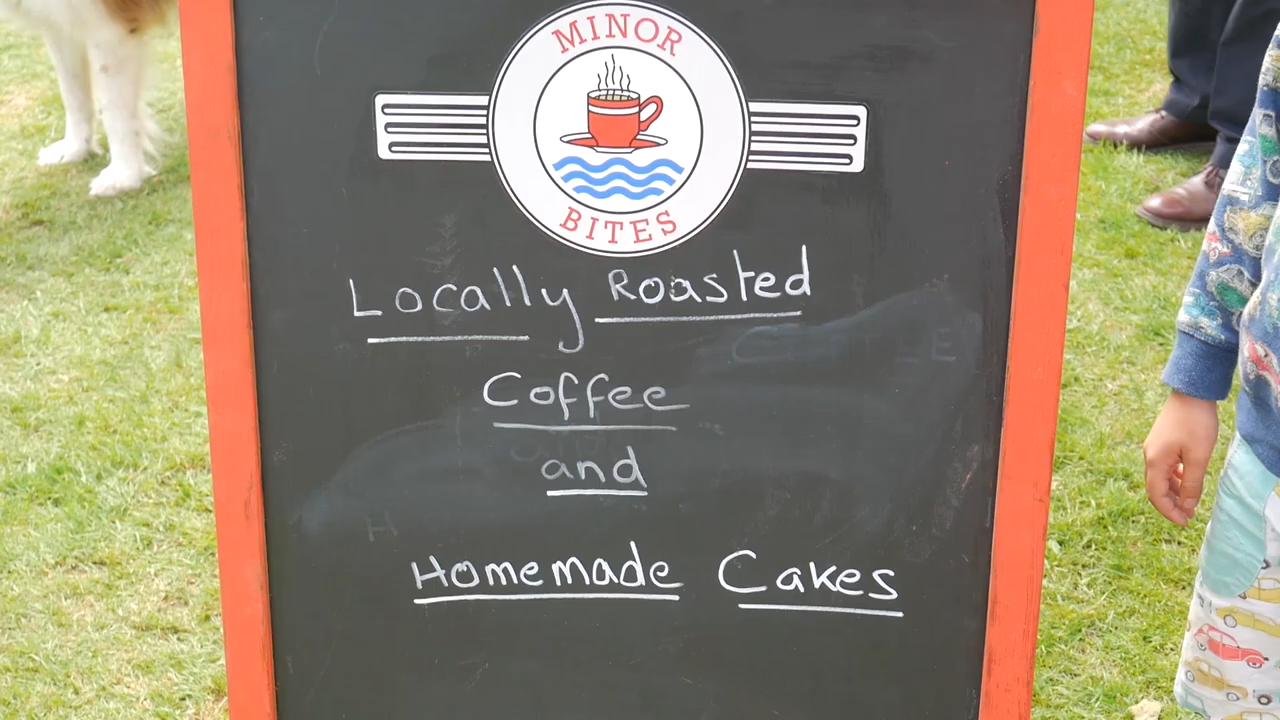 MINOR
BITES
Locally Roasted
Coffee
and
Homemade Cakes